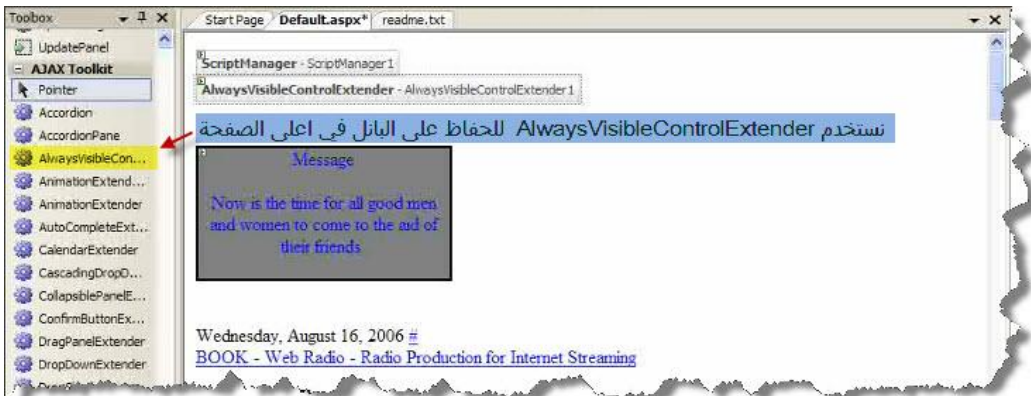 Toolbox
UpdatePanel
AJAX Toolkit
Pointer
Accordion
AccordionPane
AlwaysVisibleCon...
AnimationExtend...
AnimationExtender
AutoCompleteExt...
CalendarExtender
CascadingDropD...
CollapsiblePanelE...
ConfirmButtonEx...
DragPanelExtender
DropDownExtender
Start Page Default.aspx* readme.txt
ScriptManager - ScriptManager1
AlwaysVisibleControlExtender - AlwaysVisibleControlExtender1
نستخدم AlwaysVisibleControlExtender للحفاظ على البانل في اعلى الصفحة
Message
Now is the time for all good men
and women to come to the aid of
their friends
Wednesday, August 16, 2006 #
BOOK - Web Radio - Radio Production for Internet Streaming